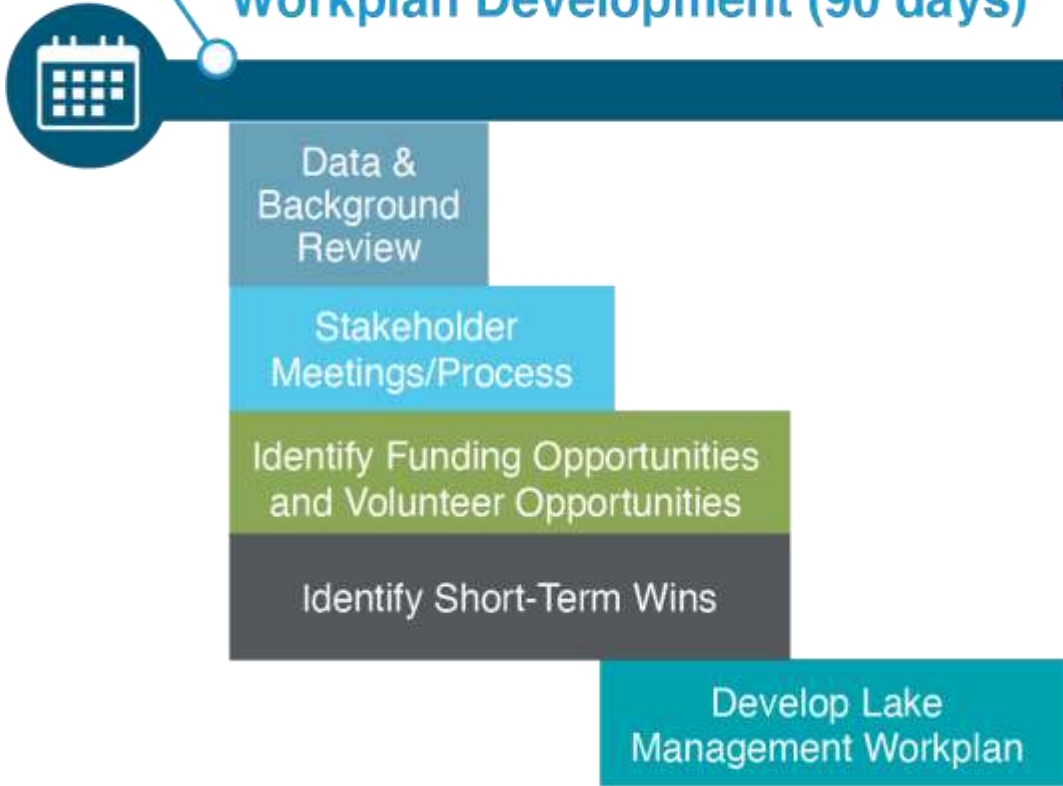 Workplan Development (90 days)
Data &
Background
Review
Stakeholder
Meetings/Process
Identify Funding Opportunities
and Volunteer Opportunities
Identify Short-Term Wins
Develop Lake
Management Workplan